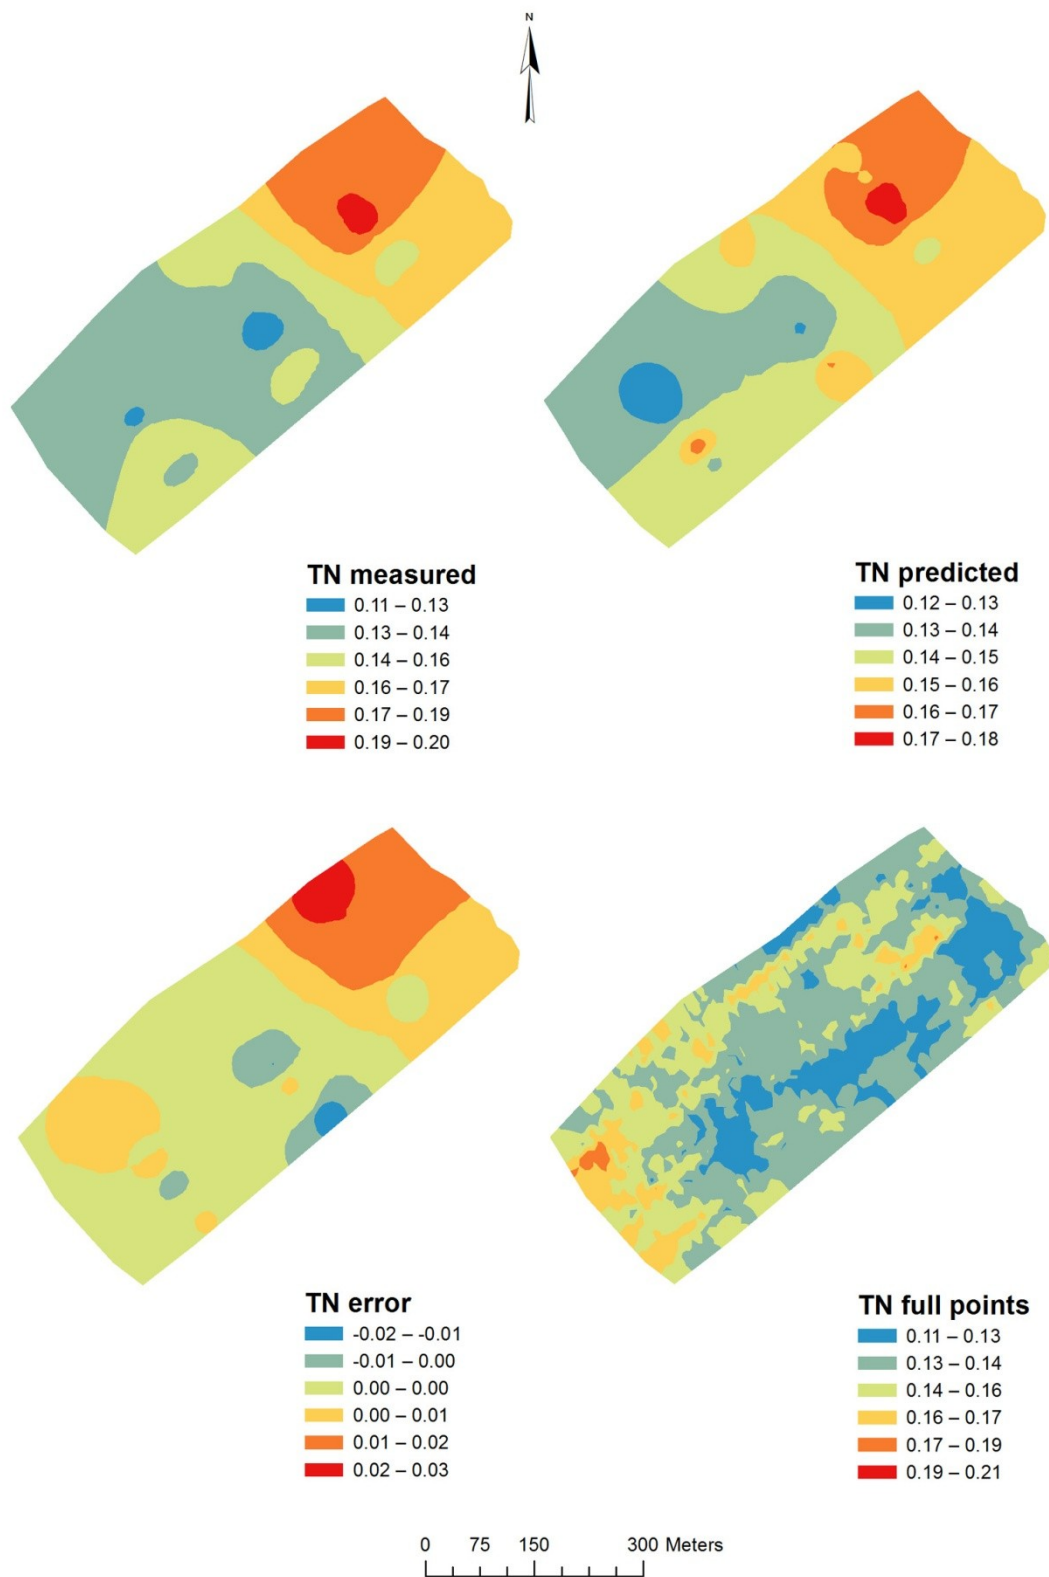 N
TN measured
0.11 – 0.13
0.13 – 0.14
0.14 – 0.16
0.16 – 0.17
0.17 – 0.19
0.19 – 0.20
TN predicted
0.12 – 0.13
0.13 – 0.14
0.14 – 0.15
0.15 – 0.16
0.16 – 0.17
0.17 – 0.18
TN error
-0.02 – -0.01
-0.01 – 0.00
0.00 – 0.00
0.00 – 0.01
0.01 – 0.02
0.02 – 0.03
TN full points
0.11 – 0.13
0.13 – 0.14
0.14 – 0.16
0.16 – 0.17
0.17 – 0.19
0.19 – 0.21
0 75 150 300 Meters